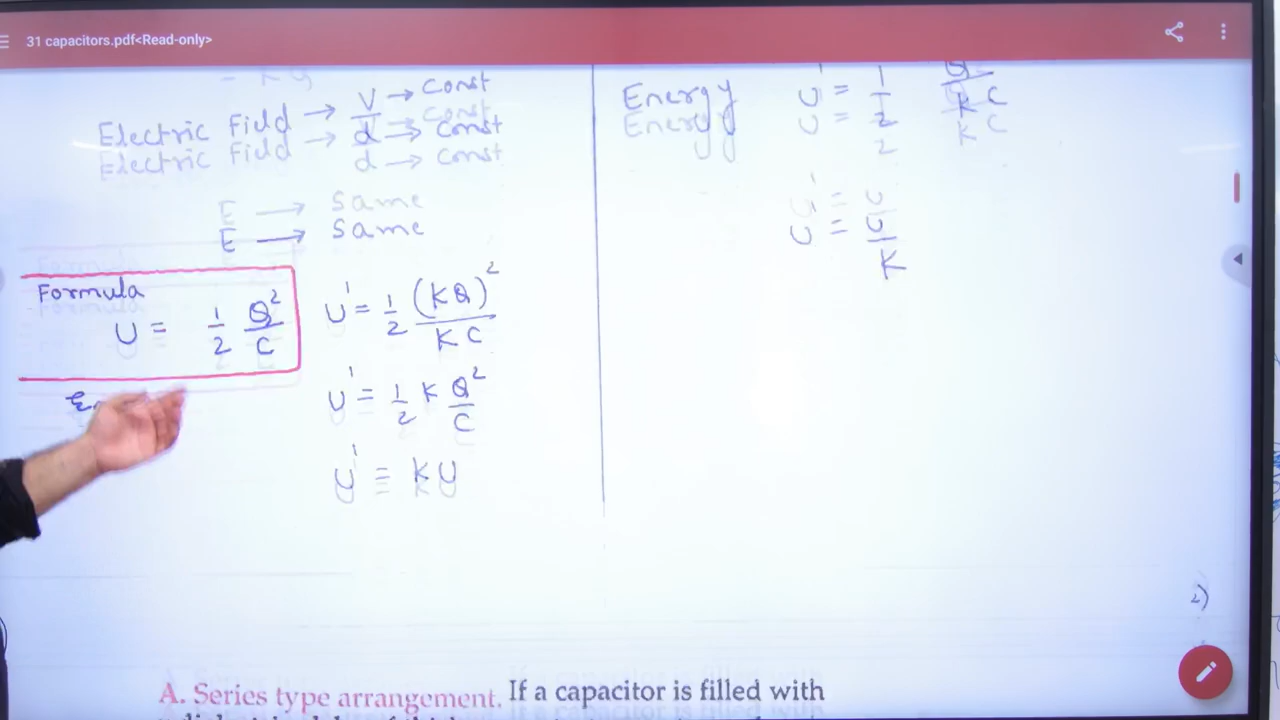 31 capacitors.pdf<Read-only>
Electric Field → V/d → Const
→ Const
E → Same
Formula
U = 1/2 Q²/C
U' = 1/2 (KQ)²/KC
U' = 1/2 K Q²/C
U' = KU
Energy U' = 1/2 Q²/KC
U' = U/K
2)
A. Series type arrangement. If a capacitor is filled with